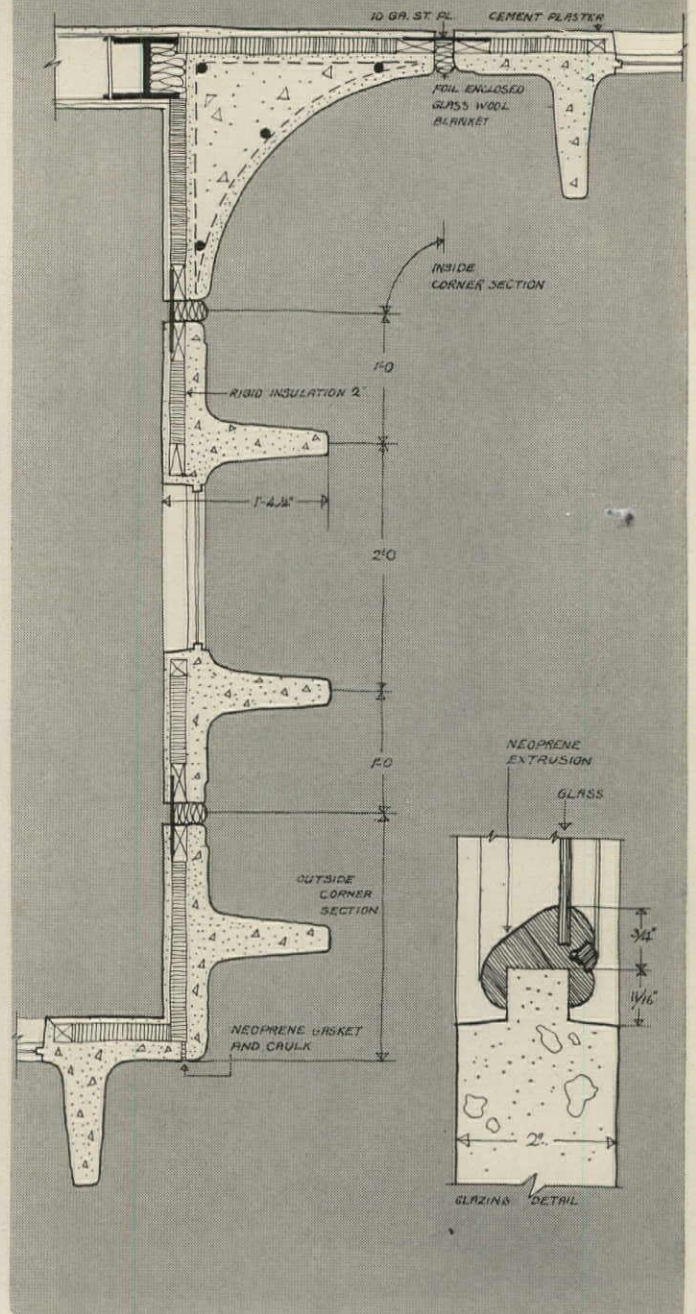 10 GA. ST. PL.
CEMENT PLASTER
FOIL ENCLOSED
GLASS WOOL
BLANKET
INSIDE
CORNER SECTION
1'-0
RIGID INSULATION 2"
1'-4½"
2'-0
1'-0
NEOPRENE
EXTRUSION
GLASS
OUTSIDE
CORNER
SECTION
3/4"
11/16"
NEOPRENE GASKET
AND CAULK
2"
GLAZING DETAIL